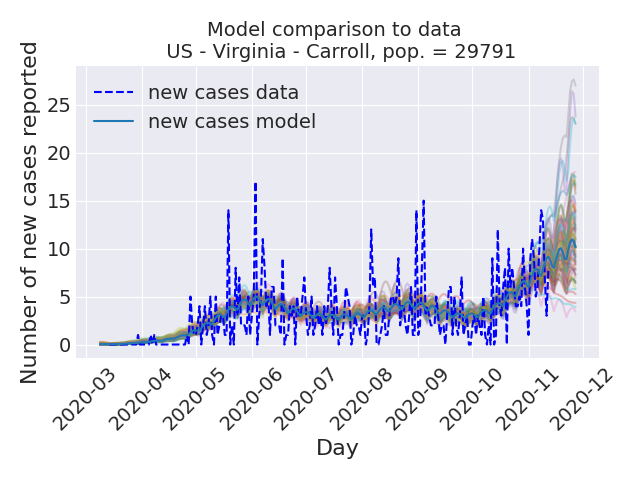 Model comparison to data
US - Virginia - Carroll, pop. = 29791
Number of new cases reported
25
20
15
10
5
0
new cases data
new cases model
2020-03
2020-04
2020-05
2020-06
2020-07
2020-08
2020-09
2020-10
2020-11
2020-12
Day